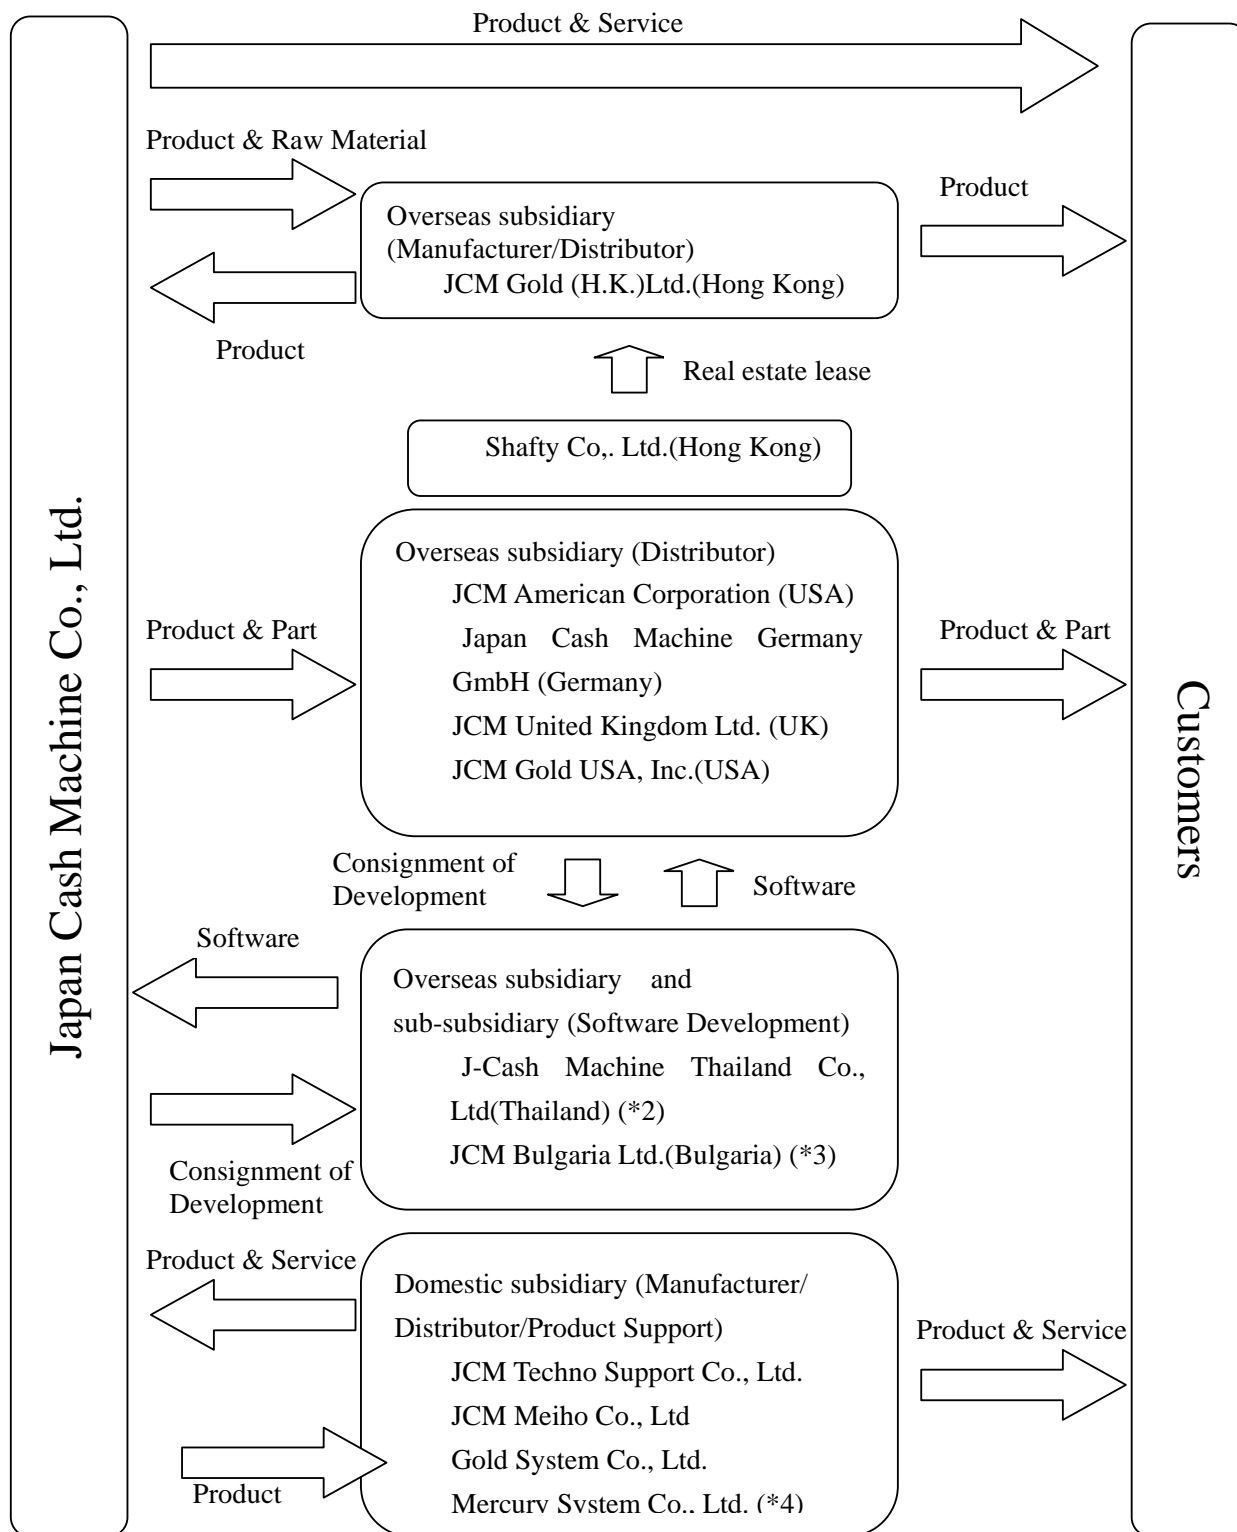 Product & Service
Product & Raw Material
Overseas subsidiary
(Manufacturer/Distributor)
JCM Gold (H.K.)Ltd.(Hong Kong)
Product
Product
Real estate lease
Shafty Co,. Ltd.(Hong Kong)
Japan Cash Machine Co., Ltd.
Customers
Overseas subsidiary (Distributor)
JCM American Corporation (USA)
Japan Cash Machine Germany
GmbH (Germany)
JCM United Kingdom Ltd. (UK)
JCM Gold USA, Inc.(USA)
Product & Part
Product & Part
Consignment of
Development
Software
Software
Overseas subsidiary and
sub-subsidiary (Software Development)
J-Cash Machine Thailand Co.,
Ltd(Thailand) (*2)
JCM Bulgaria Ltd.(Bulgaria) (*3)
Consignment of
Development
Product & Service
Domestic subsidiary (Manufacturer/
Distributor/Product Support)
JCM Techno Support Co., Ltd.
JCM Meiho Co., Ltd
Gold System Co., Ltd.
Mercury System Co., Ltd. (*4)
Product & Service
Product